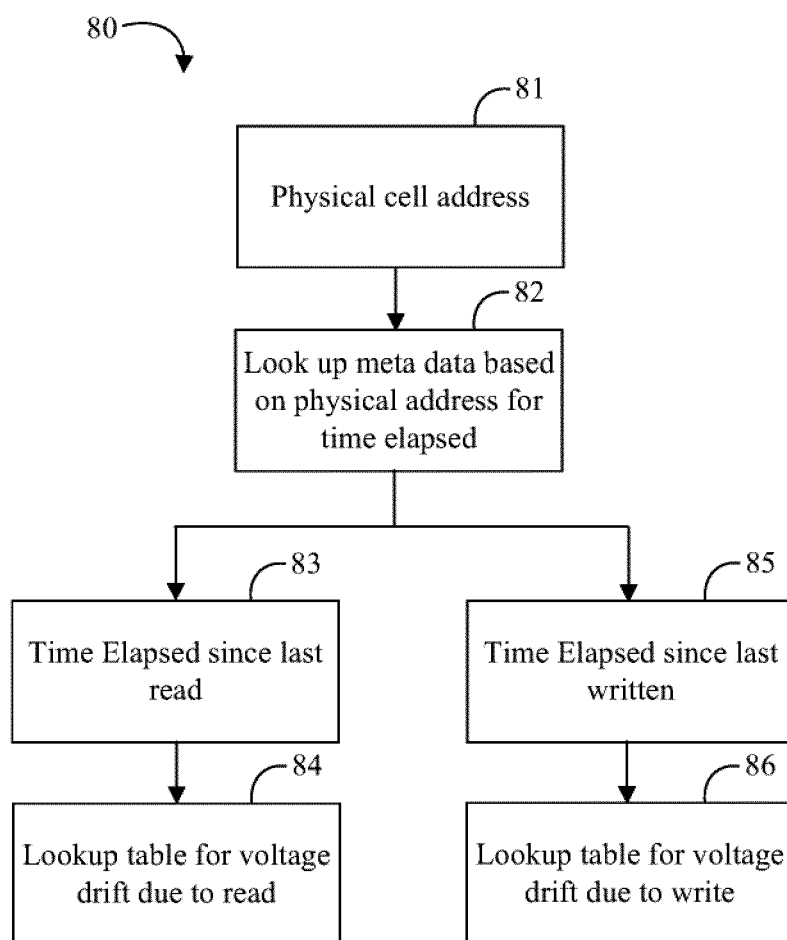 80
81
Physical cell address
82
Look up meta data based
on physical address for
time elapsed
83
Time Elapsed since last
read
85
Time Elapsed since last
written
84
Lookup table for voltage
drift due to read
86
Lookup table for voltage
drift due to write